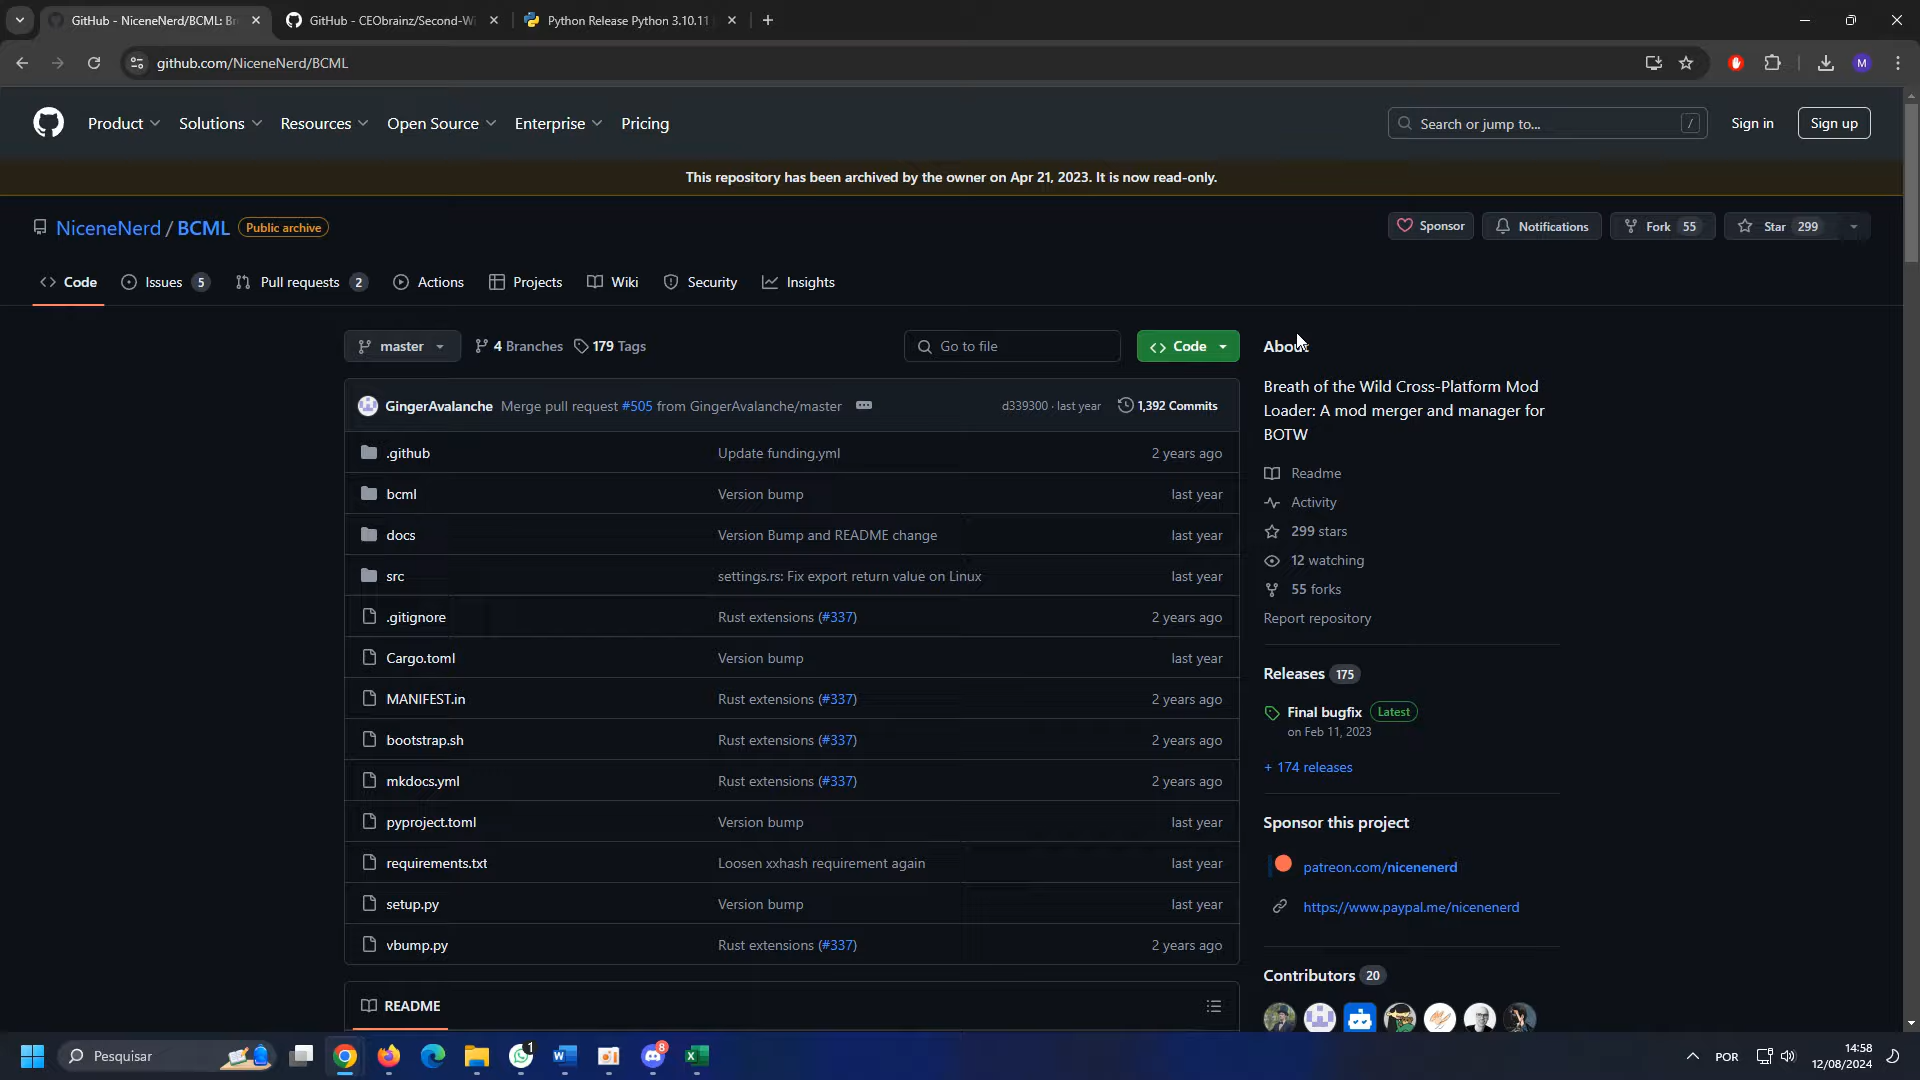 GitHub - NiceneNerd/BCML: Br
GitHub - CEObrainz/Second-Wi
Python Release Python 3.10.11
github.com/NiceneNerd/BCML
M
Product
Solutions
Resources
Open Source
Enterprise
Pricing
Search or jump to...
/
Sign in
Sign up
This repository has been archived by the owner on Apr 21, 2023. It is now read-only.
NiceneNerd / BCML
Public archive
Sponsor
Notifications
Fork 55
Star 299
Code
Issues 5
Pull requests 2
Actions
Projects
Wiki
Security
Insights
master
4 Branches
179 Tags
Go to file
Code
GingerAvalanche Merge pull request #505 from GingerAvalanche/master
d339300 · last year
1,392 Commits
.github Update funding.yml 2 years ago
bcml Version bump last year
docs Version Bump and README change last year
src settings.rs: Fix export return value on Linux last year
.gitignore Rust extensions (#337) 2 years ago
Cargo.toml Version bump last year
MANIFEST.in Rust extensions (#337) 2 years ago
bootstrap.sh Rust extensions (#337) 2 years ago
mkdocs.yml Rust extensions (#337) 2 years ago
pyproject.toml Version bump last year
requirements.txt Loosen xxhash requirement again last year
setup.py Version bump last year
vbump.py Rust extensions (#337) 2 years ago
README
About
Breath of the Wild Cross-Platform Mod
Loader: A mod merger and manager for
BOTW
Readme
Activity
299 stars
12 watching
55 forks
Report repository
Releases 175
Final bugfix Latest
on Feb 11, 2023
+ 174 releases
Sponsor this project
patreon.com/nicenenerd
https://www.paypal.me/nicenenerd
Contributors 20
Pesquisar
1
8
POR
14:58
12/08/2024